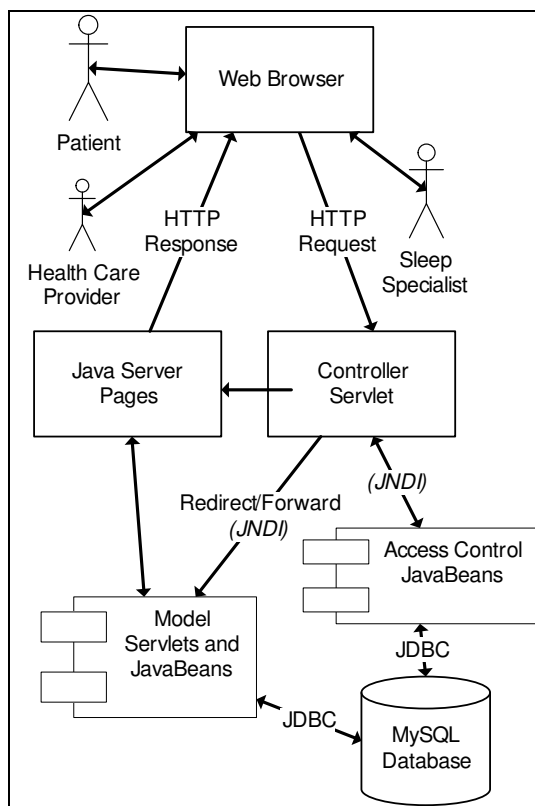 Web Browser
Patient
HTTP
Response
HTTP
Request
Health Care
Provider
Sleep
Specialist
Java Server
Pages
Controller
Servlet
Redirect/Forward
(JNDI)
(JNDI)
Access Control
JavaBeans
Model
Servlets and
JavaBeans
JDBC
JDBC
MySQL
Database